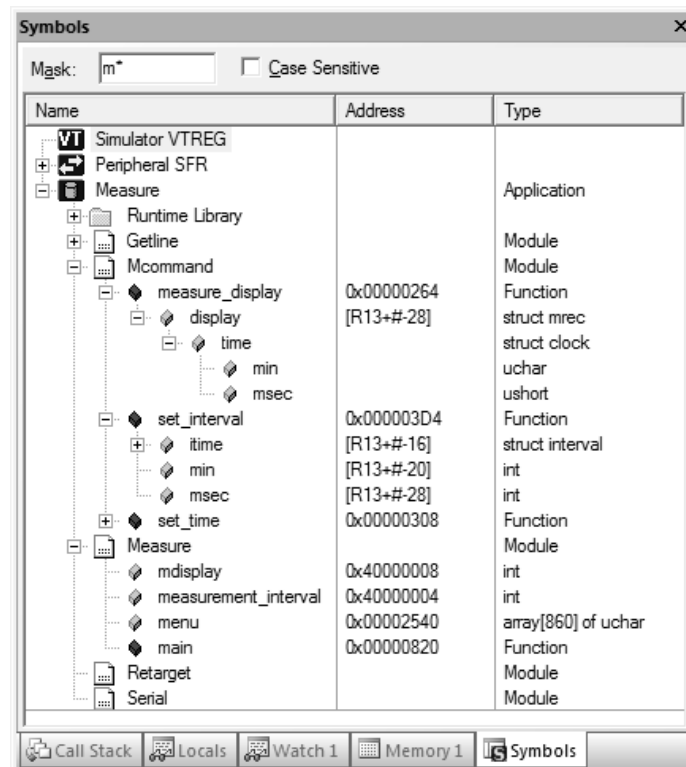 Symbols
Mask: m* Case Sensitive
Name Address Type
VT Simulator VTREG
Peripheral SFR
Measure Application
Runtime Library
Getline Module
Mcommand Module
measure_display 0x00000264 Function
display [R13+#-28] struct mrec
time struct clock
min uchar
msec ushort
set_interval 0x000003D4 Function
itime [R13+#-16] struct interval
min [R13+#-20] int
msec [R13+#-28] int
set_time 0x00000308 Function
Measure Module
mdisplay 0x40000008 int
measurement_interval 0x40000004 int
menu 0x00002540 array[860] of uchar
main 0x00000820 Function
Retarget Module
Serial Module
Call Stack Locals Watch 1 Memory 1 Symbols